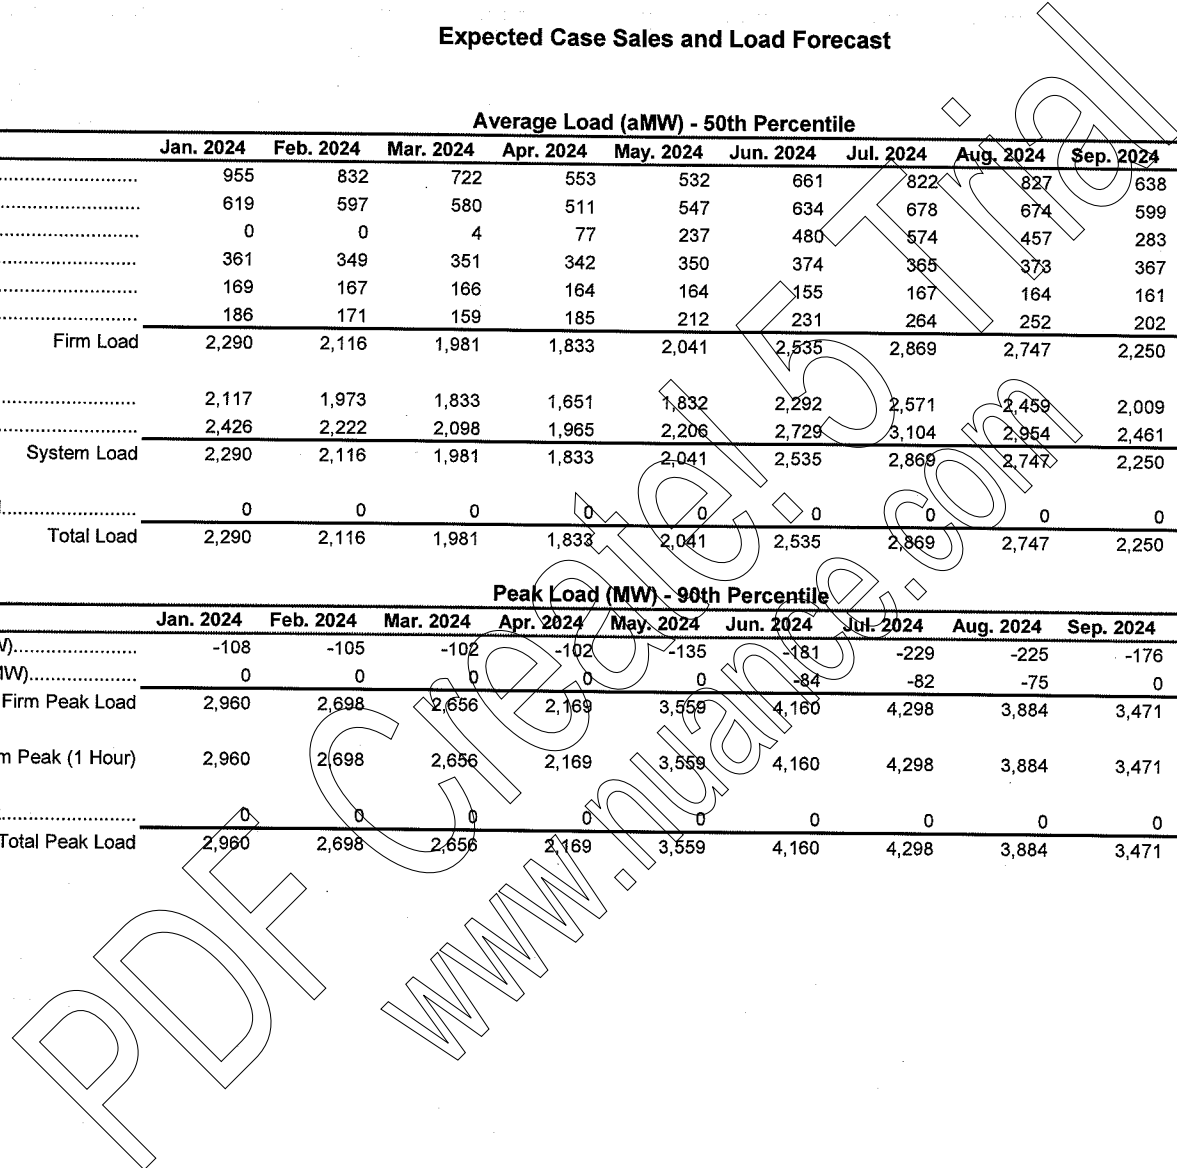 Expected Case Sales and Load Forecast
Average Load (aMW) - 50th Percentile
Jan. 2024 Feb. 2024 Mar. 2024 Apr. 2024 May. 2024 Jun. 2024 Jul. 2024 Aug. 2024 Sep. 2024
955 832 722 553 532 661 822 827 638
619 597 580 511 547 634 678 674 599
0 0 4 77 237 480 574 457 283
361 349 351 342 350 374 365 373 367
169 167 166 164 164 155 167 164 161
186 171 159 185 212 231 264 252 202
Firm Load 2,290 2,116 1,981 1,833 2,041 2,535 2,869 2,747 2,250
2,117 1,973 1,833 1,651 1,832 2,292 2,571 2,459 2,009
2,426 2,222 2,098 1,965 2,206 2,729 3,104 2,954 2,461
System Load 2,290 2,116 1,981 1,833 2,041 2,535 2,869 2,747 2,250
0 0 0 0 0 0 0 0 0
Total Load 2,290 2,116 1,981 1,833 2,041 2,535 2,869 2,747 2,250
Peak Load (MW) - 90th Percentile
Jan. 2024 Feb. 2024 Mar. 2024 Apr. 2024 May. 2024 Jun. 2024 Jul. 2024 Aug. 2024 Sep. 2024
W)..................... -108 -105 -102 -102 -135 -181 -229 -225 -176
MW)..................... 0 0 0 0 0 -84 -82 -75 0
Firm Peak Load 2,960 2,698 2,656 2,169 3,559 4,160 4,298 3,884 3,471
m Peak (1 Hour) 2,960 2,698 2,656 2,169 3,559 4,160 4,298 3,884 3,471
0 0 0 0 0 0 0 0 0
Total Peak Load 2,960 2,698 2,656 2,169 3,559 4,160 4,298 3,884 3,471
PDF Create! 5 Trial
www.nuance.com